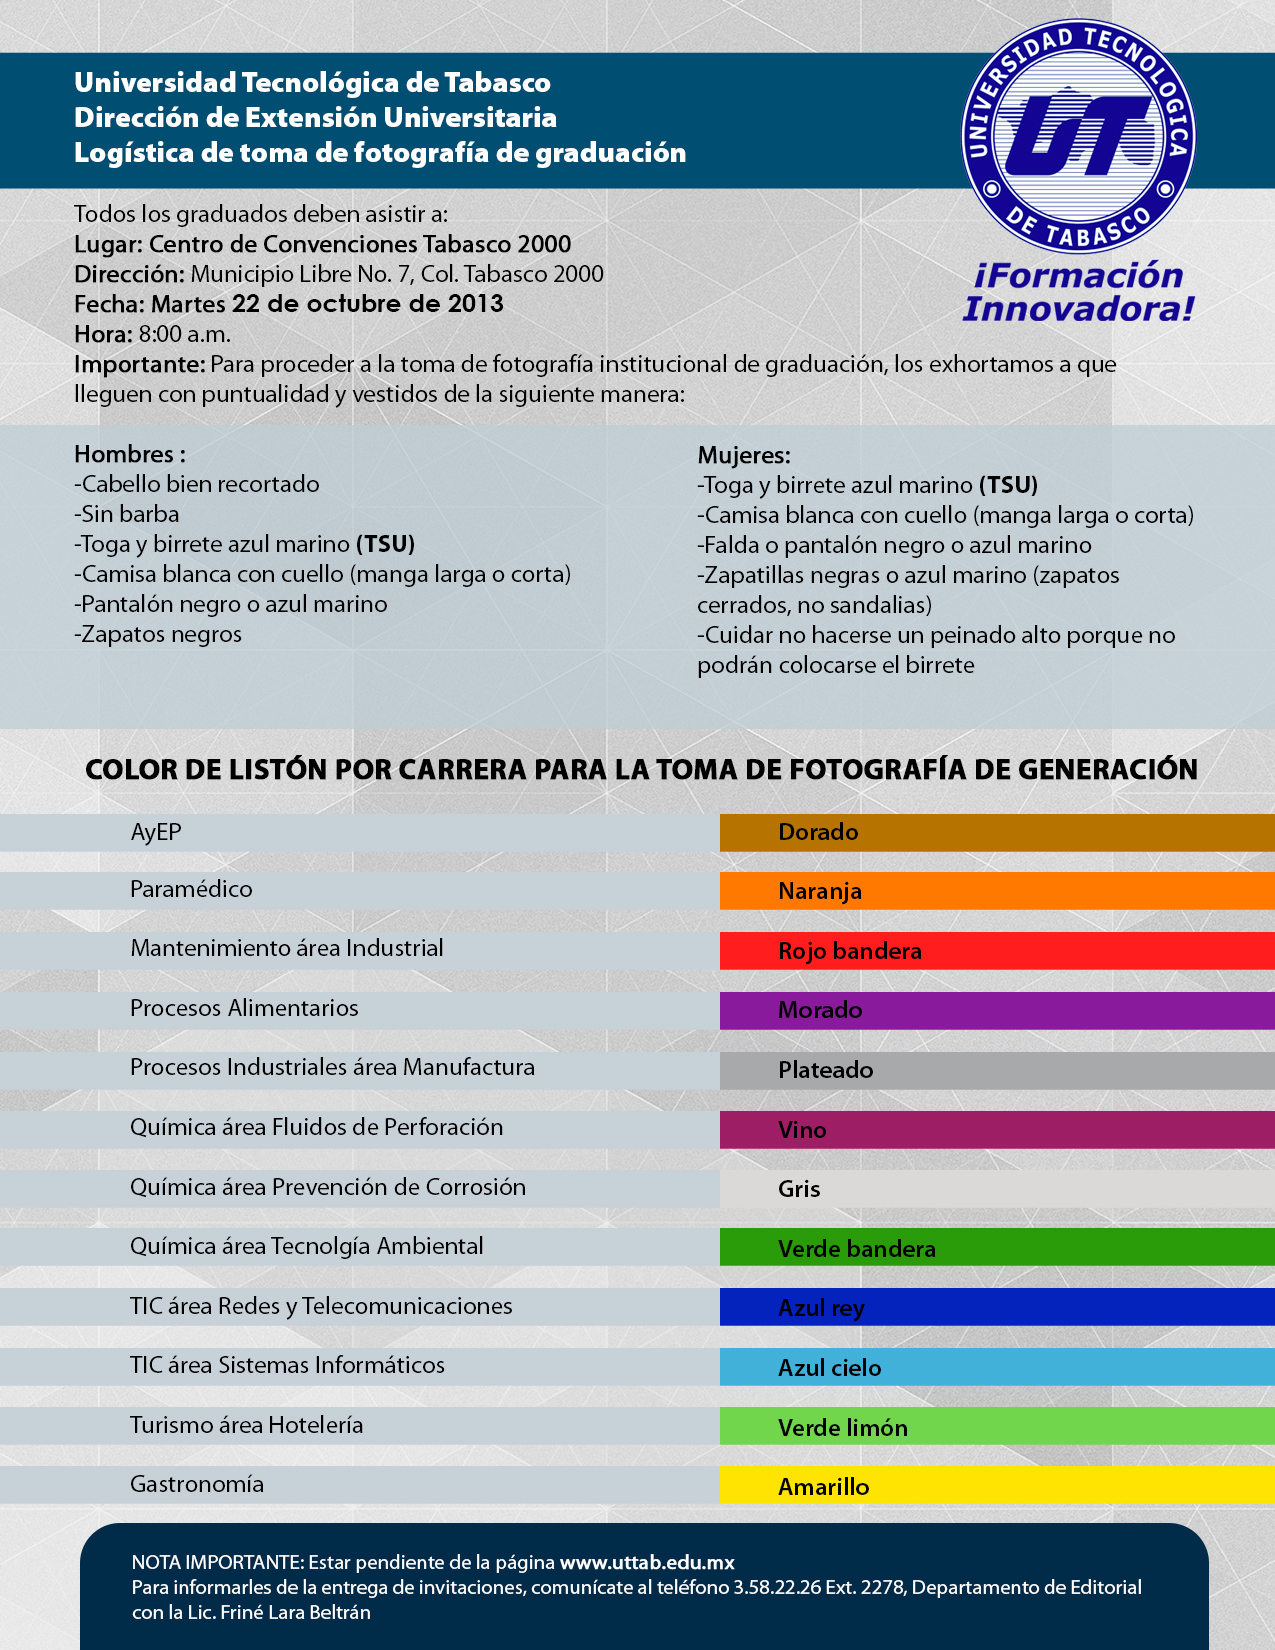 Universidad Tecnológica de Tabasco
Dirección de Extensión Universitaria
Logística de toma de fotografía de graduación
UNIVERSIDAD TECNOLOGICA
DE TABASCO
UT
¡Formación
Innovadora!
Todos los graduados deben asistir a:
Lugar: Centro de Convenciones Tabasco 2000
Dirección: Municipio Libre No. 7, Col. Tabasco 2000
Fecha: Martes 22 de octubre de 2013
Hora: 8:00 a.m.
Importante: Para proceder a la toma de fotografía institucional de graduación, los exhortamos a que
lleguen con puntualidad y vestidos de la siguiente manera:
Hombres :
-Cabello bien recortado
-Sin barba
-Toga y birrete azul marino (TSU)
-Camisa blanca con cuello (manga larga o corta)
-Pantalón negro o azul marino
-Zapatos negros
Mujeres:
-Toga y birrete azul marino (TSU)
-Camisa blanca con cuello (manga larga o corta)
-Falda o pantalón negro o azul marino
-Zapatillas negras o azul marino (zapatos
cerrados, no sandalias)
-Cuidar no hacerse un peinado alto porque no
podrán colocarse el birrete
COLOR DE LISTÓN POR CARRERA PARA LA TOMA DE FOTOGRAFÍA DE GENERACIÓN
AyEP Dorado
Paramédico Naranja
Mantenimiento área Industrial Rojo bandera
Procesos Alimentarios Morado
Procesos Industriales área Manufactura Plateado
Química área Fluidos de Perforación Vino
Química área Prevención de Corrosión Gris
Química área Tecnolgía Ambiental Verde bandera
TIC área Redes y Telecomunicaciones Azul rey
TIC área Sistemas Informáticos Azul cielo
Turismo área Hotelería Verde limón
Gastronomía Amarillo
NOTA IMPORTANTE: Estar pendiente de la página www.uttab.edu.mx
Para informarles de la entrega de invitaciones, comunícate al teléfono 3.58.22.26 Ext. 2278, Departamento de Editorial
con la Lic. Friné Lara Beltrán